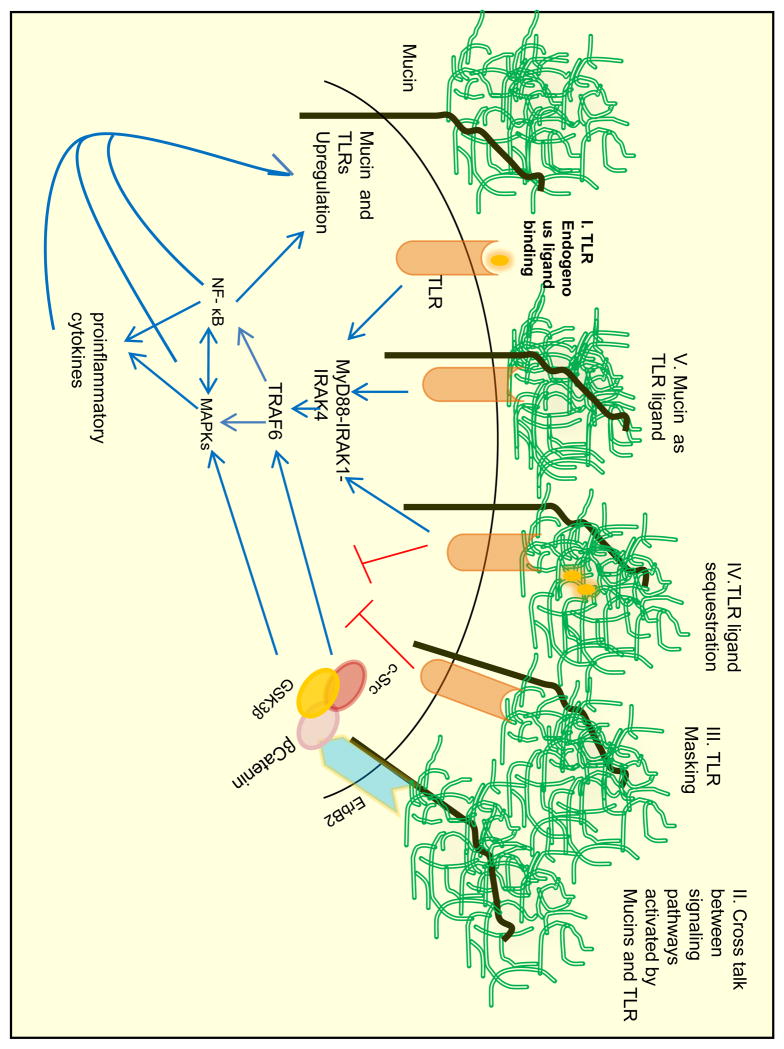 Mucin
I. TLR
Endogeno
us ligand
binding
V. Mucin as
TLR ligand
IV.TLR ligand
sequestration
III. TLR
Masking
II. Cross talk
between
signaling
pathways
activated by
Mucins and TLR
Mucin and
TLRs
Upregulation
TLR
MyD88-IRAK1-
IRAK4
TRAF6
NF- κB
MAPKs
proinflammatory
cytokines
c-Src
GSK3β
βCatenin
ErbB2